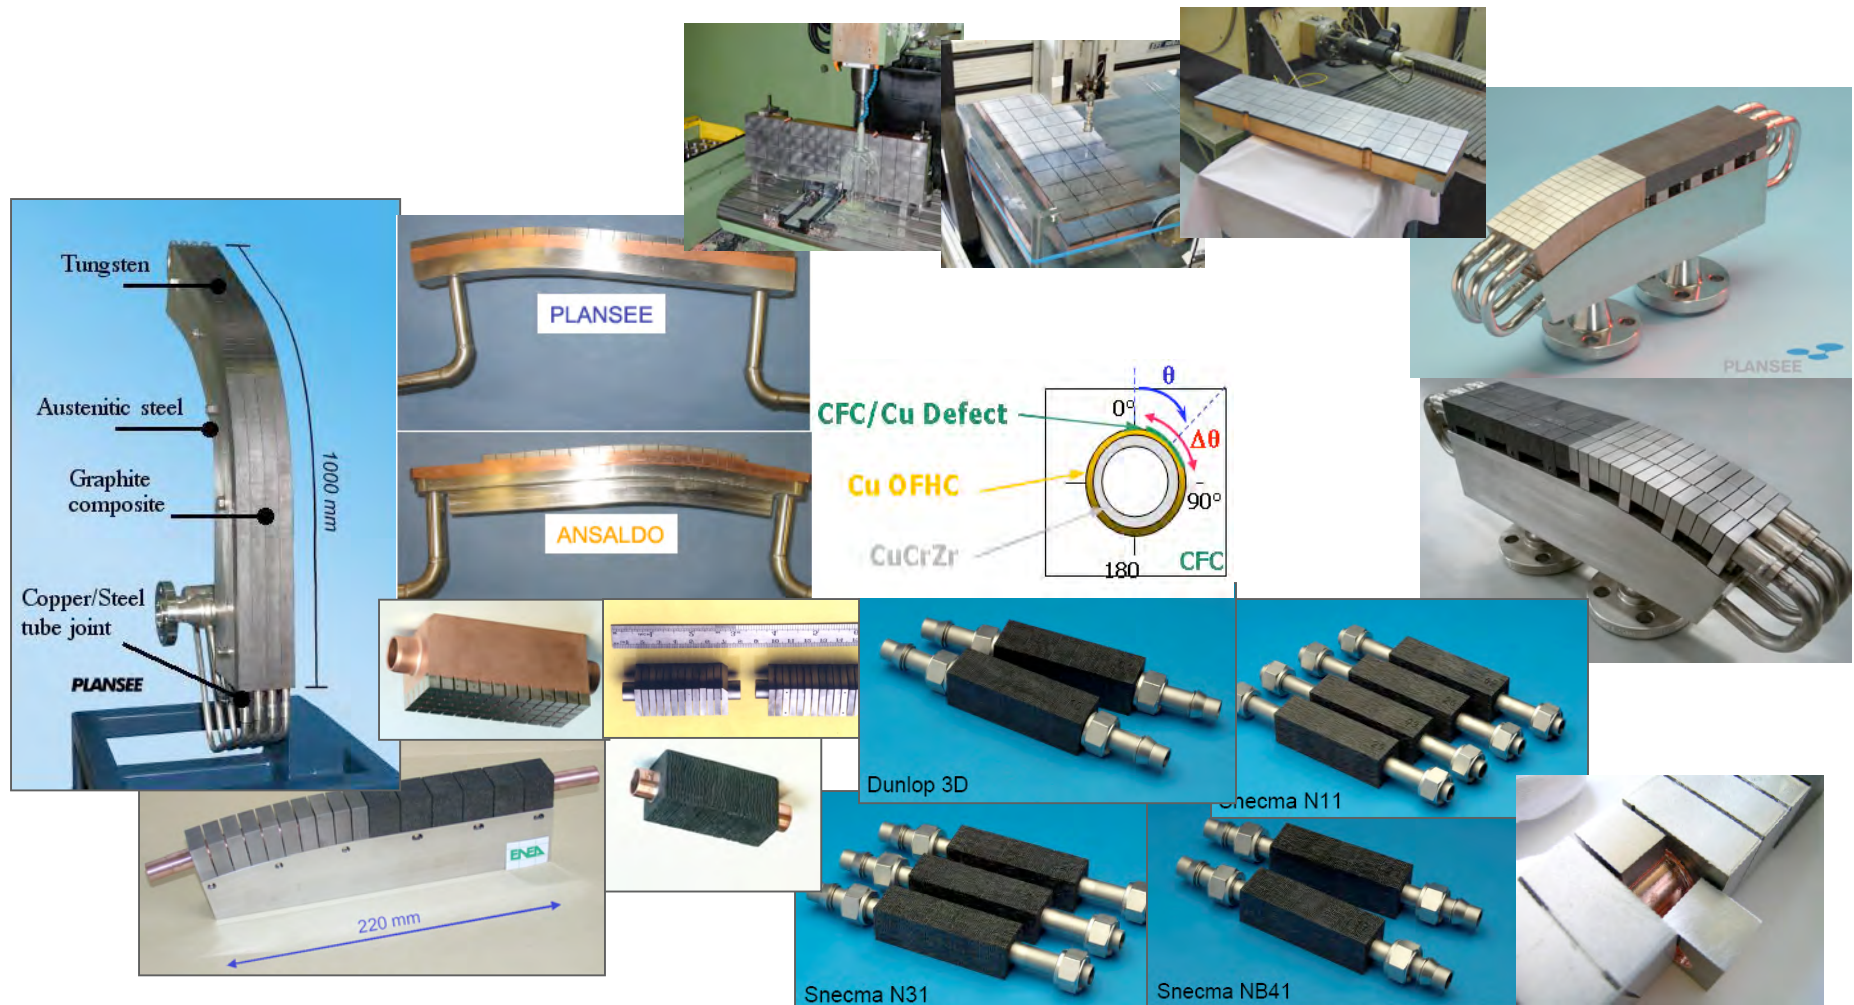 Tungsten
Austenitic steel
Graphite
composite
1000 mm
Copper/Steel
tube joint
PLANSEE
PLANSEE
ANSALDO
PLANSEE
θ
0°
CFC/Cu Defect
Δθ
Cu OFHC
90°
CuCrZr
CFC
180
Dunlop 3D
Snecma N11
ENEA
220 mm
Snecma N31
Snecma NB41